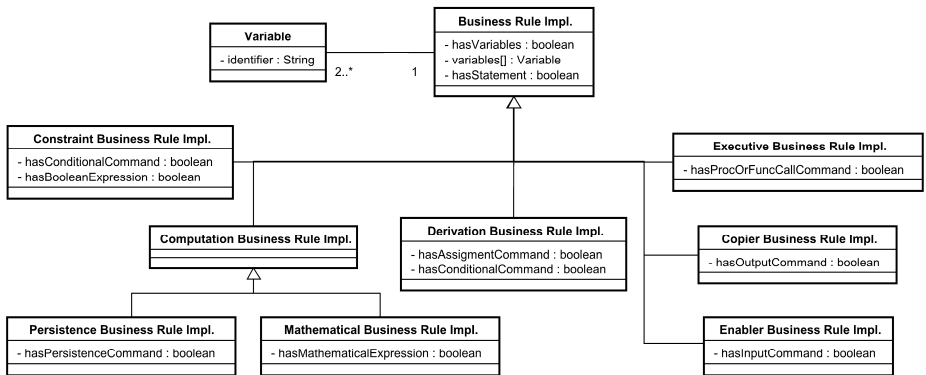 Business Rule Impl.
- hasVariables : boolean
- variables[] : Variable
- hasStatement : boolean
Variable
- identifier : String
2..*
1
Constraint Business Rule Impl.
- hasConditionalCommand : boolean
- hasBooleanExpression : boolean
Executive Business Rule Impl.
- hasProcOrFuncCallCommand : boolean
Computation Business Rule Impl.
Derivation Business Rule Impl.
- hasAssigmentCommand : boolean
- hasConditionalCommand : boolean
Copier Business Rule Impl.
- hasOutputCommand : boolean
Persistence Business Rule Impl.
- hasPersistenceCommand : boolean
Mathematical Business Rule Impl.
- hasMathematicalExpression : boolean
Enabler Business Rule Impl.
- hasInputCommand : boolean